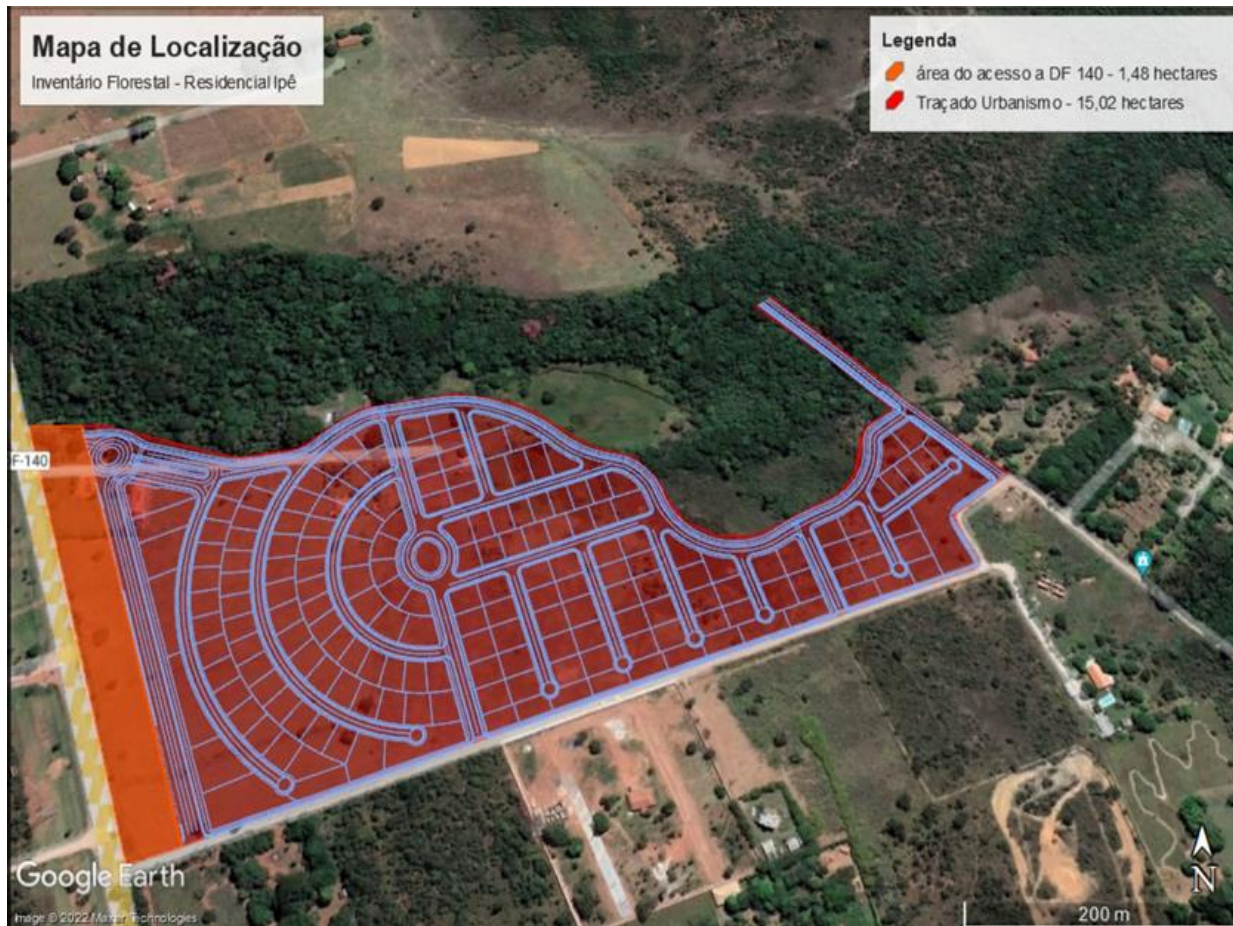 Mapa de Localização
Inventário Florestal - Residencial Ipê
Legenda
área do acesso a DF 140 - 1,48 hectares
Traçado Urbanismo - 15,02 hectares
F-140
Google Earth
Image © 2022 Maxar Technologies
N
200 m